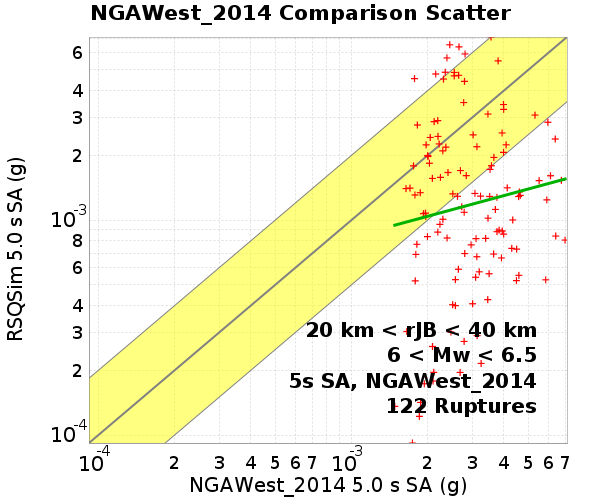 NGAWest_2014 Comparison Scatter
RSQSim 5.0 s SA (g)
6
4
3
2
10-3
8
6
4
3
2
10-4
20 km < rJB < 40 km
6 < Mw < 6.5
5s SA, NGAWest_2014
122 Ruptures
10-4 2 3 4 5 6 7 10-3 2 3 4 5 6 7
NGAWest_2014 5.0 s SA (g)